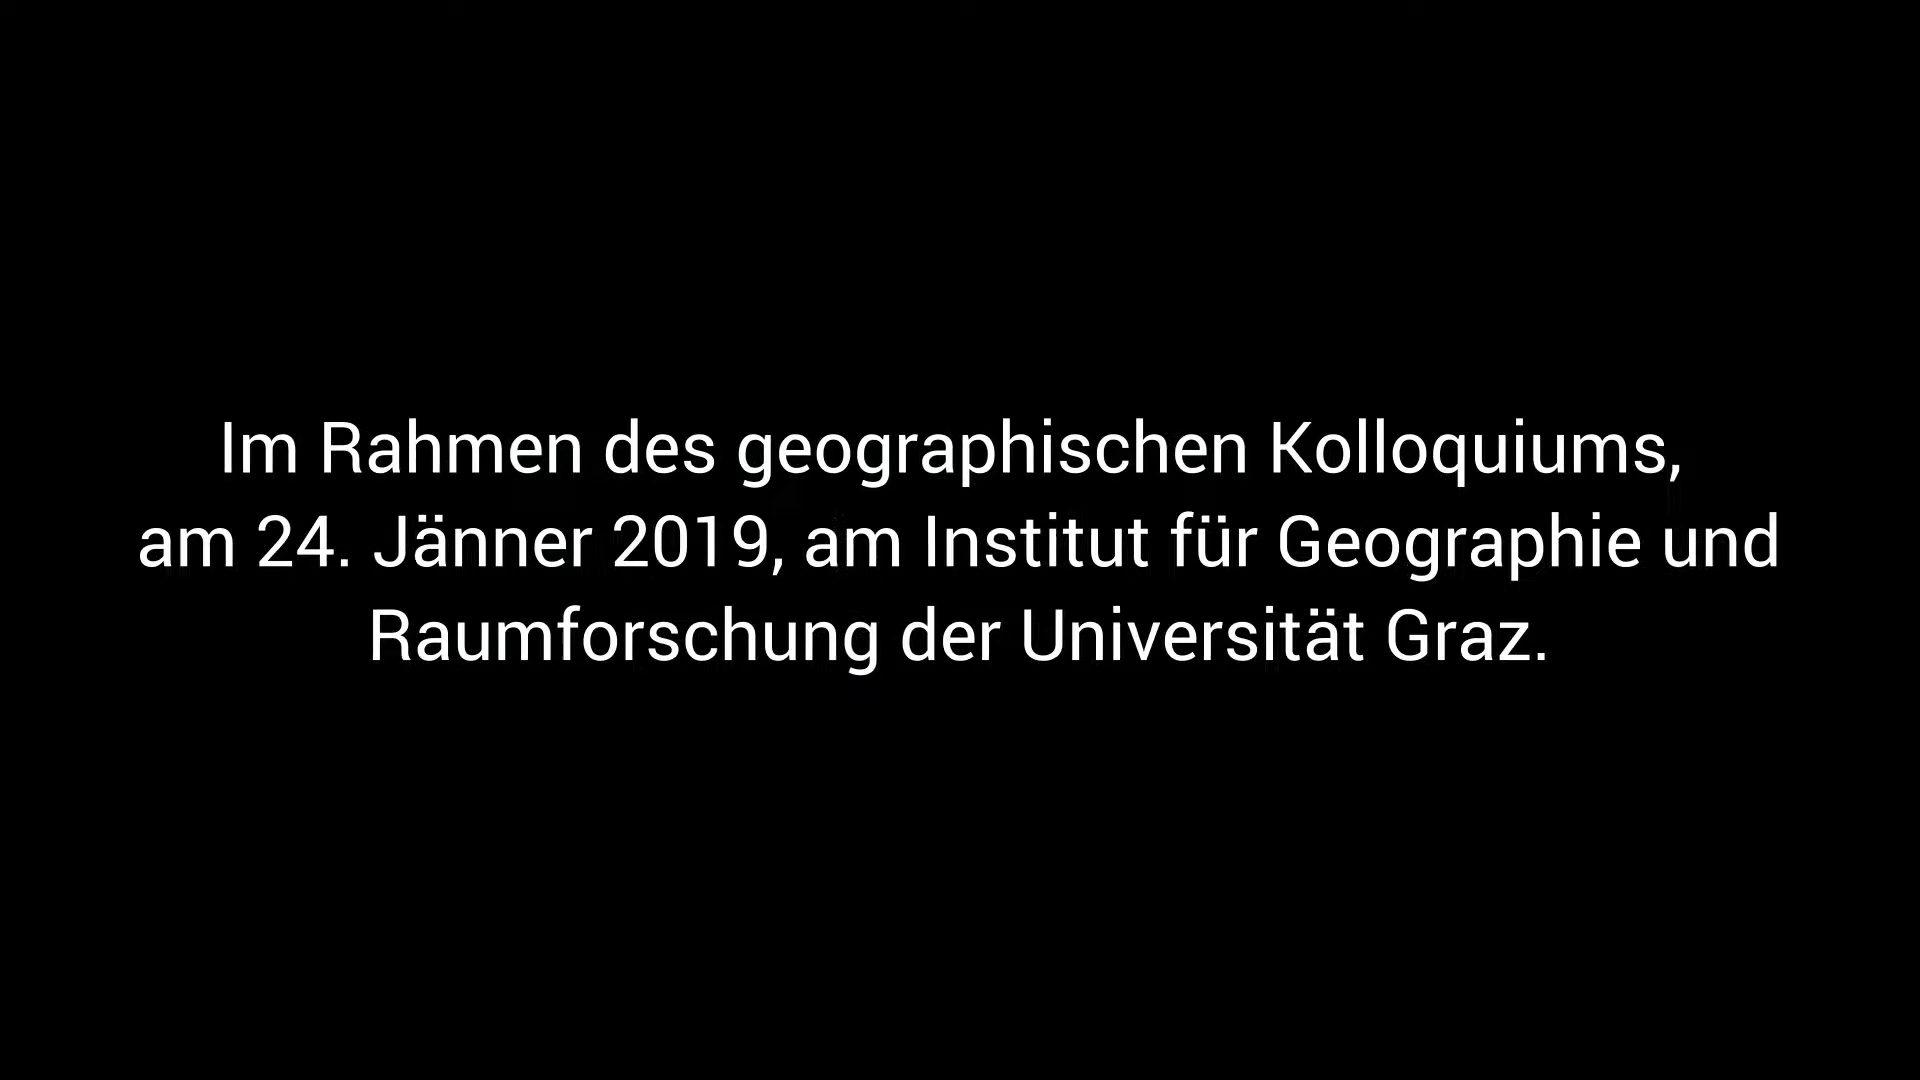 Im Rahmen des geographischen Kolloquiums,
am 24. Jänner 2019, am Institut für Geographie und
Raumforschung der Universität Graz.